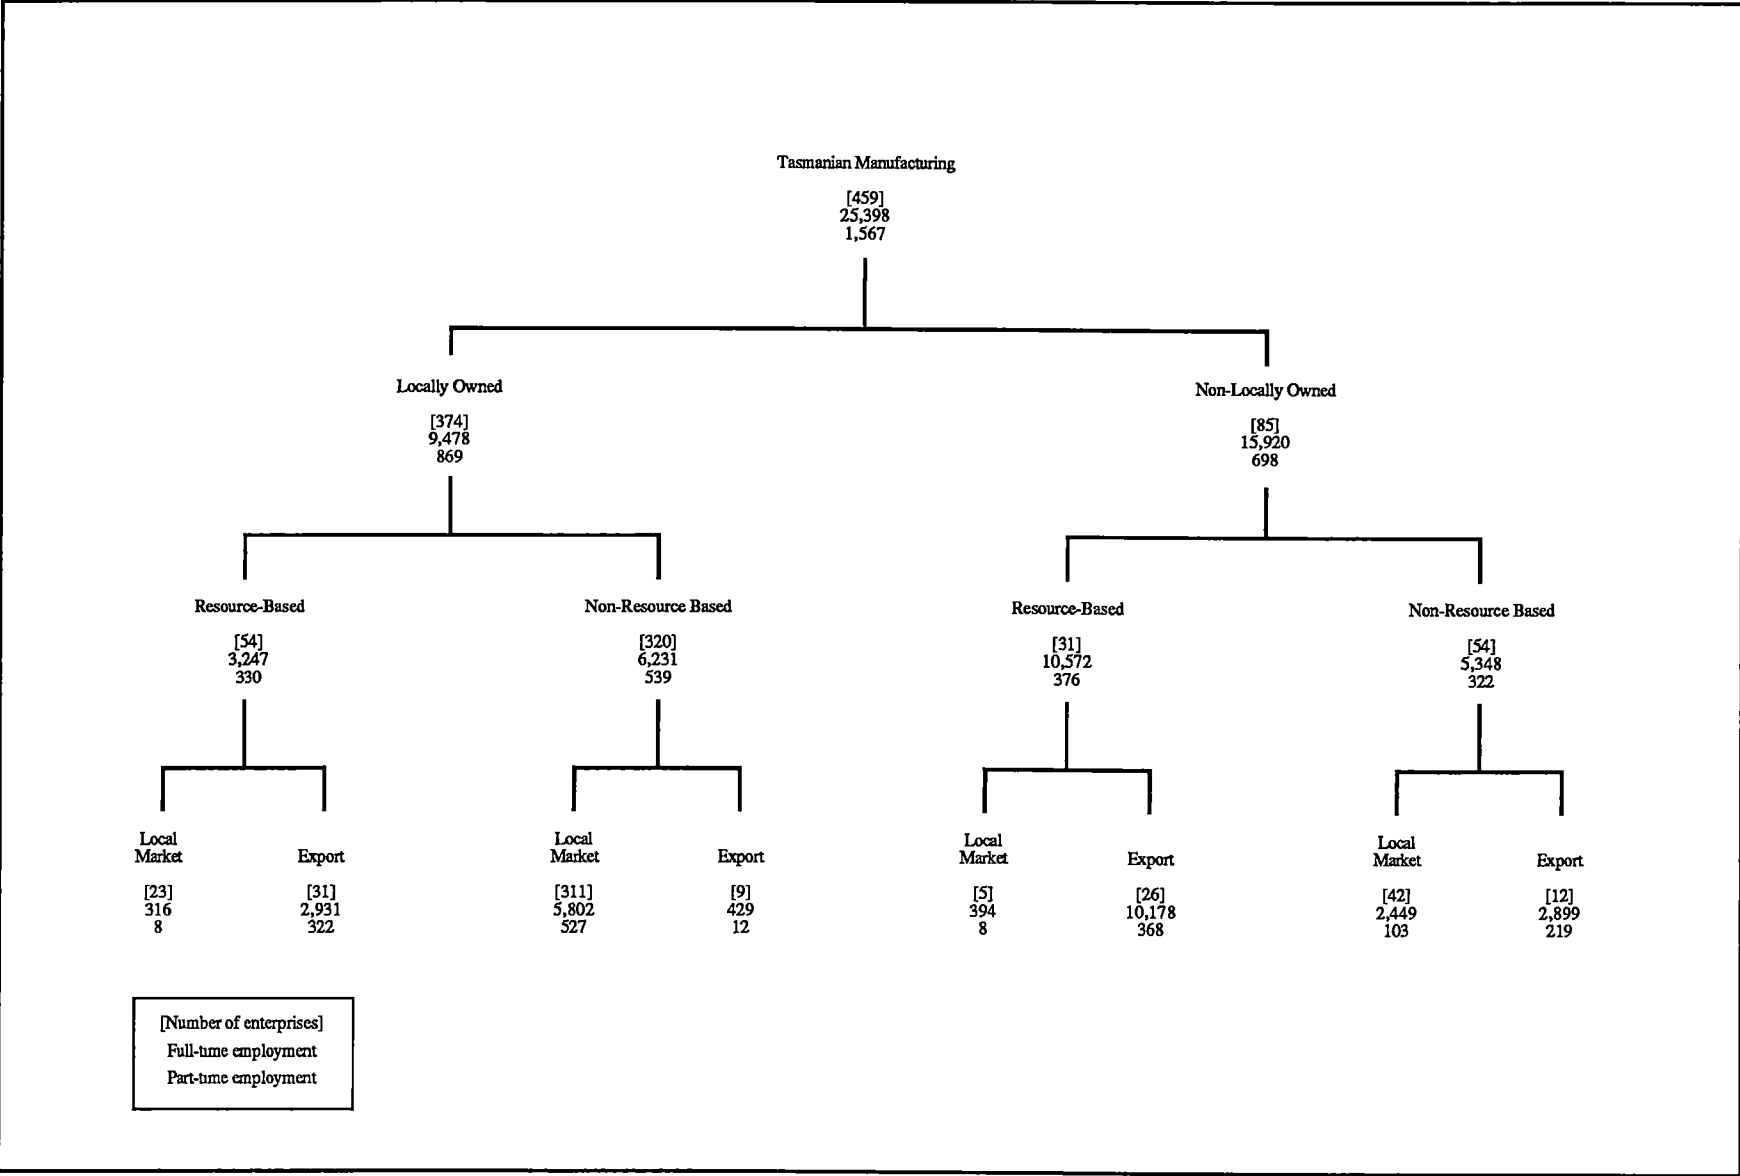 Tasmanian Manufacturing
[459]
25,398
1,567
Locally Owned
[374]
9,478
869
Non-Locally Owned
[85]
15,920
698
Resource-Based
[54]
3,247
330
Non-Resource Based
[320]
6,231
539
Resource-Based
[31]
10,572
376
Non-Resource Based
[54]
5,348
322
Local
Market
[23]
316
8
Export
[31]
2,931
322
Local
Market
[311]
5,802
527
Export
[9]
429
12
Local
Market
[5]
394
8
Export
[26]
10,178
368
Local
Market
[42]
2,449
103
Export
[12]
2,899
219
[Number of enterprises]
Full-time employment
Part-time employment